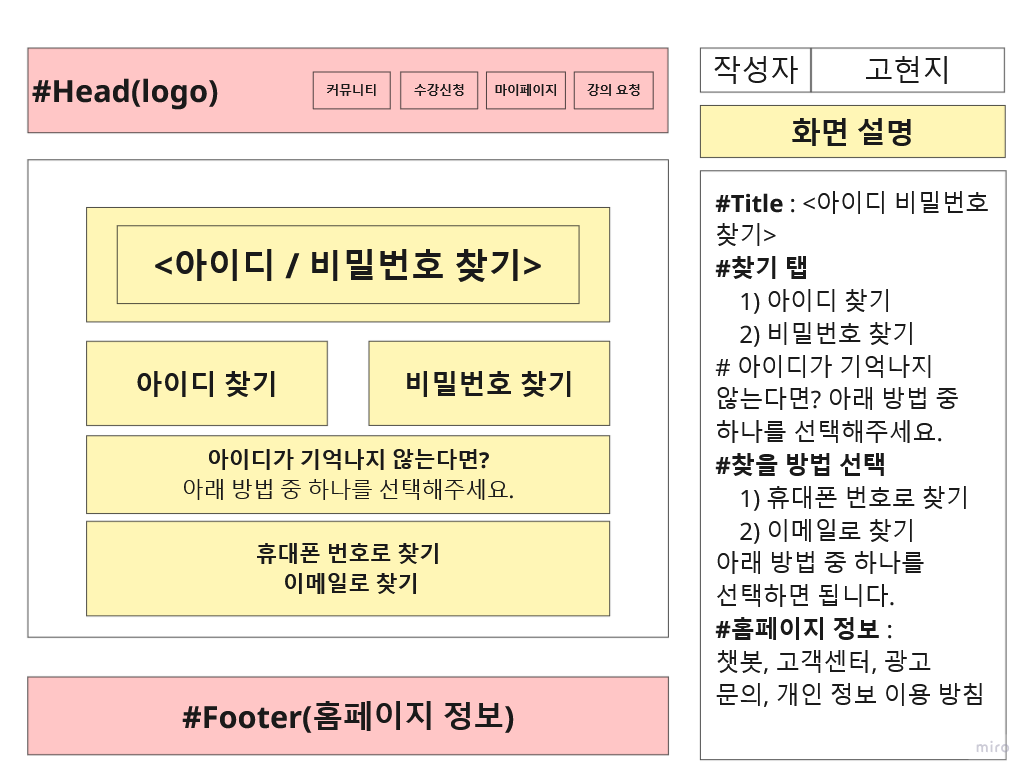 #Head(logo)
커뮤니티
수강신청
마이페이지
강의 요청
<아이디 / 비밀번호 찾기>
아이디 찾기
비밀번호 찾기
아이디가 기억나지 않는다면?
아래 방법 중 하나를 선택해주세요.
휴대폰 번호로 찾기
이메일로 찾기
#Footer(홈페이지 정보)
작성자
고현지
화면 설명
#Title : <아이디 비밀번호
찾기>
#찾기 탭
1) 아이디 찾기
2) 비밀번호 찾기
# 아이디가 기억나지
않는다면? 아래 방법 중
하나를 선택해주세요.
#찾을 방법 선택
1) 휴대폰 번호로 찾기
2) 이메일로 찾기
아래 방법 중 하나를
선택하면 됩니다.
#홈페이지 정보 :
챗봇, 고객센터, 광고
문의, 개인 정보 이용 방침
miro